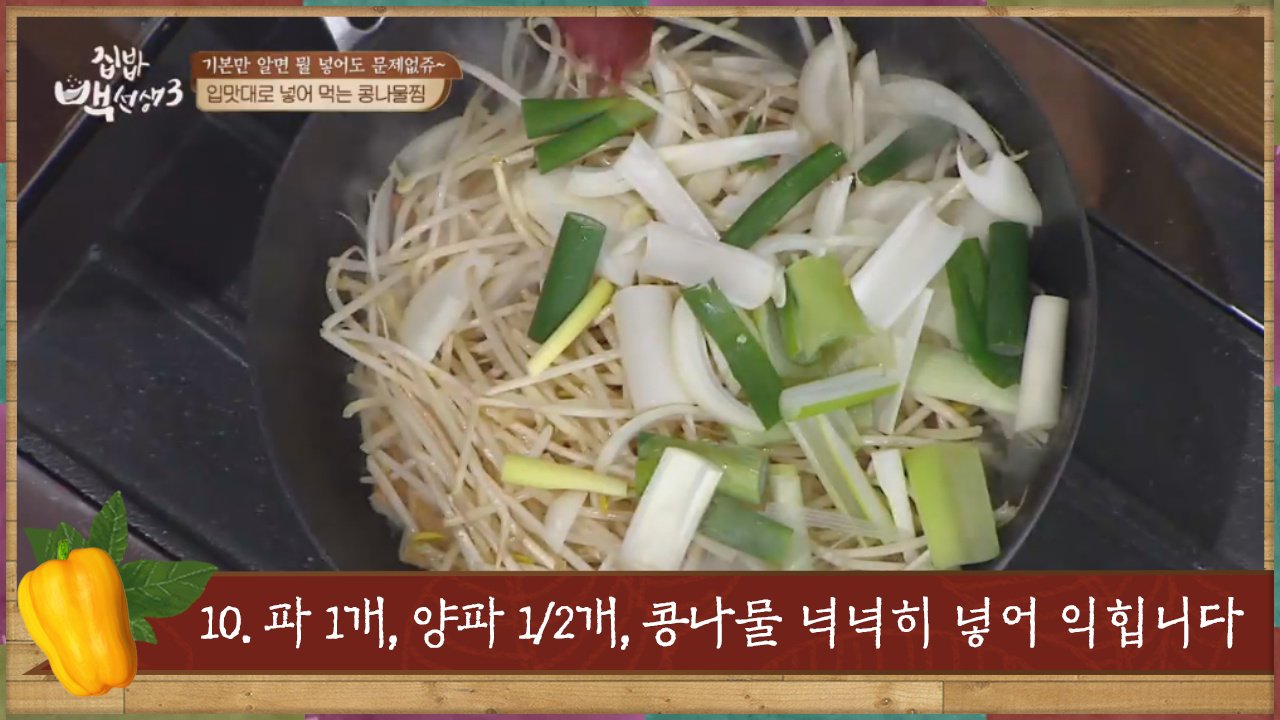 집밥
백선생3
기본만 알면 뭘 넣어도 문제없쥬~
입맛대로 넣어 먹는 콩나물찜
10. 파 1개, 양파 1/2개, 콩나물 넉넉히 넣어 익힙니다